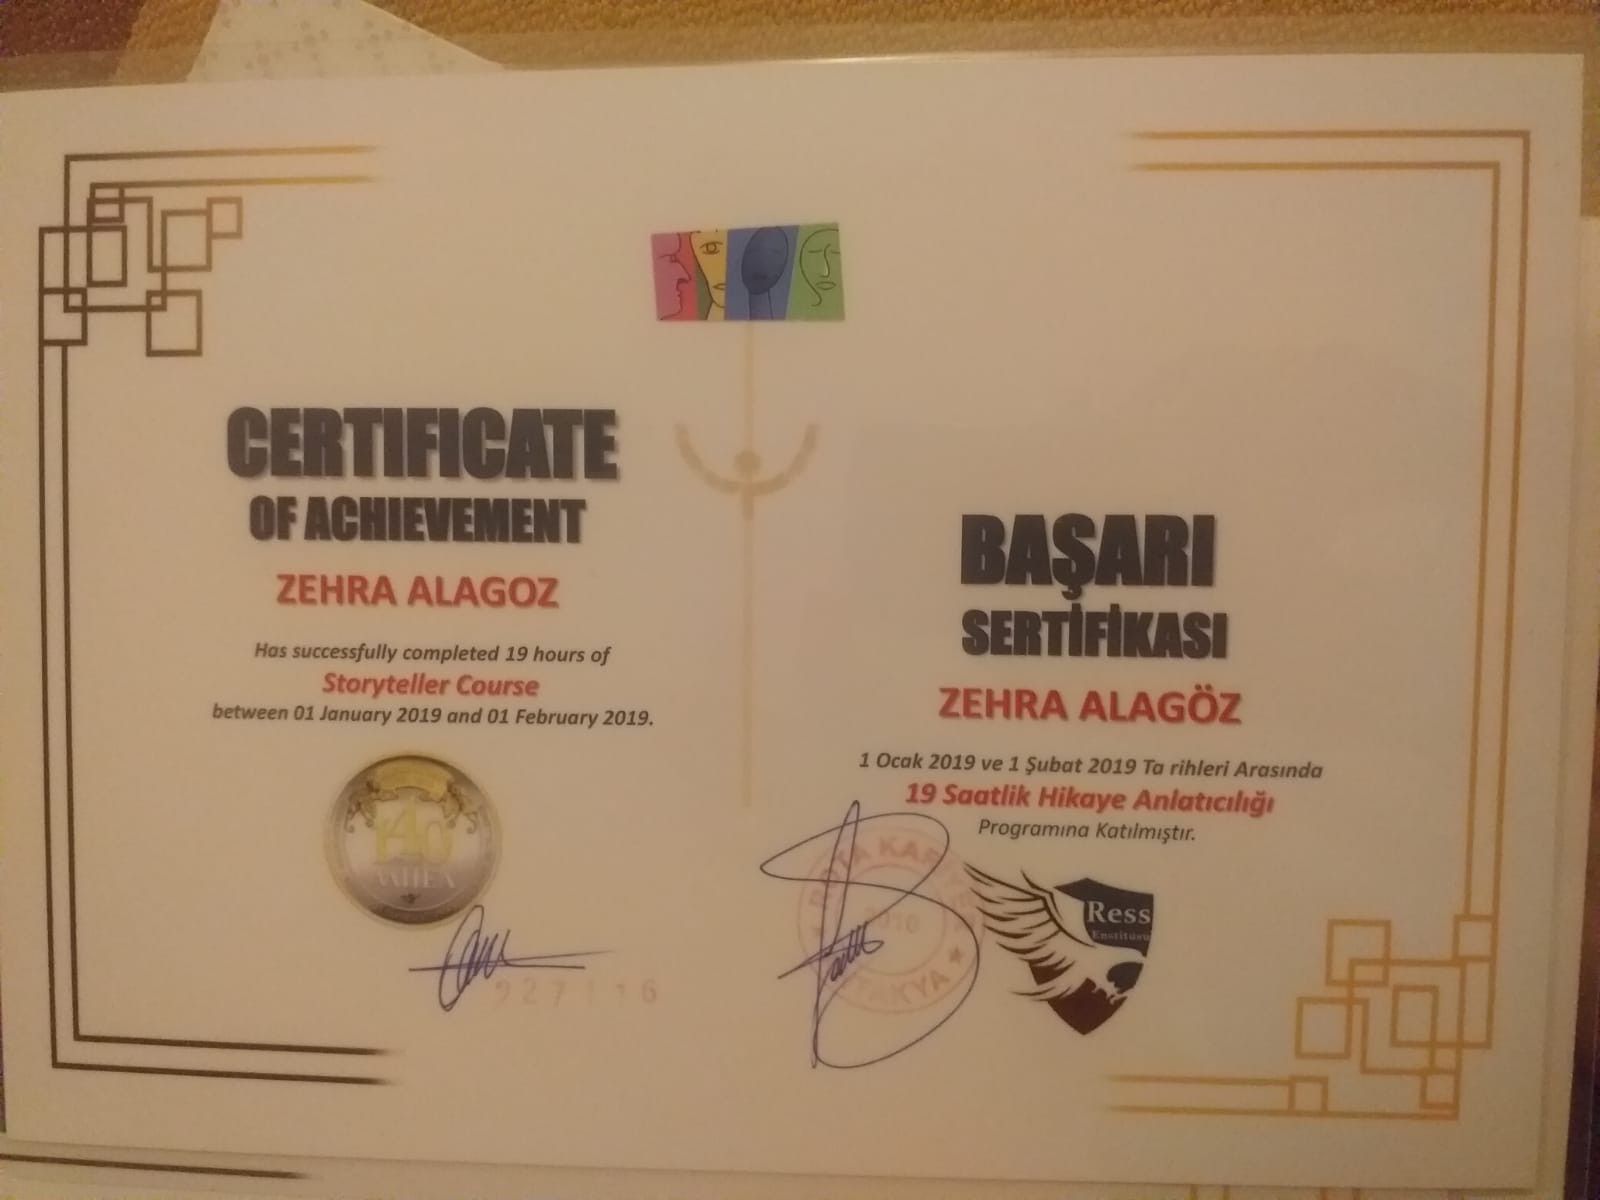 CERTIFICATE
OF ACHIEVEMENT
ZEHRA ALAGOZ
Has successfully completed 19 hours of
Storyteller Course
between 01 January 2019 and 01 February 2019.
140
927116
BAŞARI
SERTİFİKASI
ZEHRA ALAGÖZ
1 Ocak 2019 ve 1 Şubat 2019 Ta rihleri Arasında
19 Saatlik Hikaye Anlatıcılığı
Programına Katılmıştır.
Ress
Enstitüsü